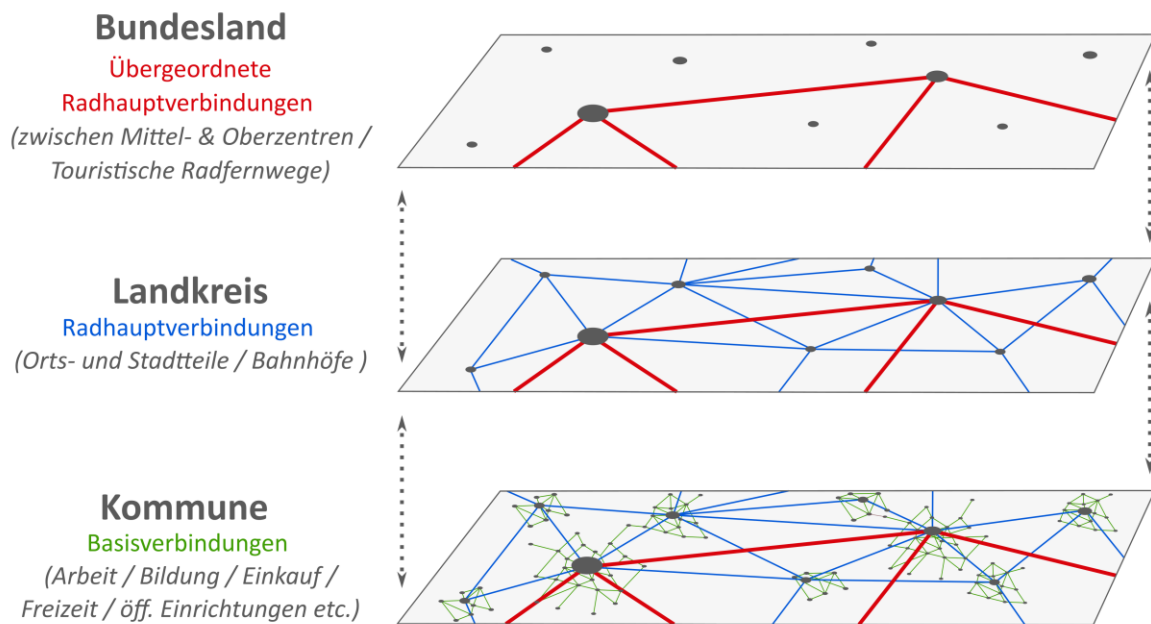 Bundesland
Übergeordnete
Radhauptverbindungen
(zwischen Mittel- & Oberzentren /
Touristische Radfernwege)
Landkreis
Radhauptverbindungen
(Orts- und Stadtteile / Bahnhöfe )
Kommune
Basisverbindungen
(Arbeit / Bildung / Einkauf /
Freizeit / öff. Einrichtungen etc.)